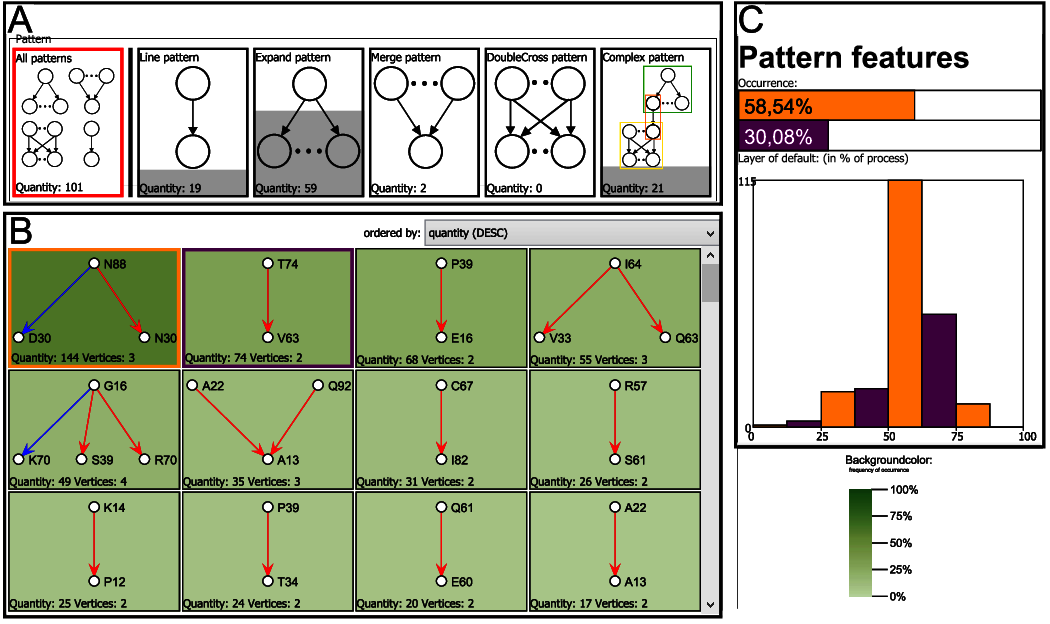 A
Pattern
All patterns
Quantity: 101
Line pattern
Quantity: 19
Expand pattern
Quantity: 59
Merge pattern
Quantity: 2
DoubleCross pattern
Quantity: 0
Complex pattern
Quantity: 21
B
ordered by: quantity (DESC)
N88
D30 N30
Quantity: 144 Vertices: 3
T74
V63
Quantity: 74 Vertices: 2
P39
E16
Quantity: 68 Vertices: 2
I64
V33 Q63
Quantity: 55 Vertices: 3
G16
K70 S39 R70
Quantity: 49 Vertices: 4
A22 Q92
A13
Quantity: 35 Vertices: 3
C67
I82
Quantity: 31 Vertices: 2
R57
S61
Quantity: 26 Vertices: 2
K14
P12
Quantity: 25 Vertices: 2
P39
T34
Quantity: 24 Vertices: 2
Q61
E60
Quantity: 20 Vertices: 2
A22
A13
Quantity: 17 Vertices: 2
C
Pattern features
Occurrence:
58,54%
30,08%
Layer of default: (in % of process)
115
0
0 25 50 75 100
Backgroundcolor:
frequency of occurrence
100%
75%
50%
25%
0%